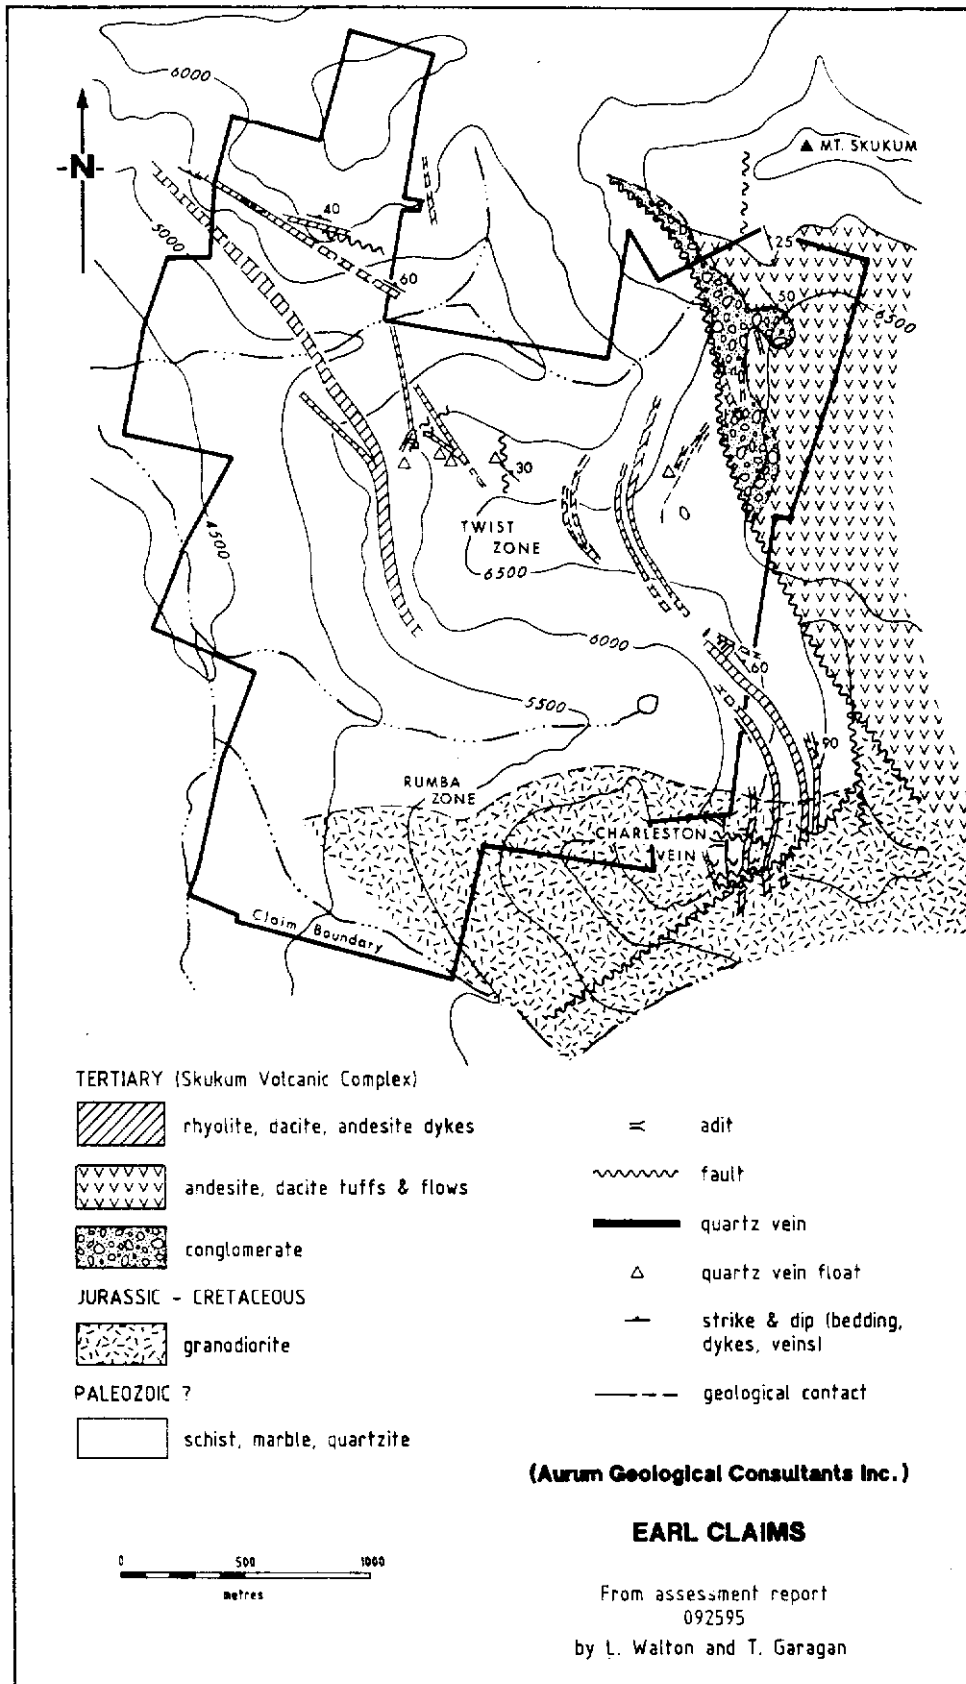 6000
MT. SKUKUM
N
5000
40
25
60
50
6500
22
30
4500
TWIST
ZONE
6500
6000
60
5500
90
RUMBA
ZONE
CHARLESTON
VEIN
Claim Boundary
TERTIARY (Skukum Volcanic Complex)
rhyolite, dacite, andesite dykes
andesite, dacite tuffs & flows
conglomerate
JURASSIC - CRETACEOUS
granodiorite
PALEOZOIC ?
schist, marble, quartzite
adit
fault
quartz vein
quartz vein float
strike & dip (bedding,
dykes, veins)
geological contact
(Aurum Geological Consultants Inc.)
EARL CLAIMS
0 500 1000
metres
From assessment report
092595
by L. Walton and T. Garagan